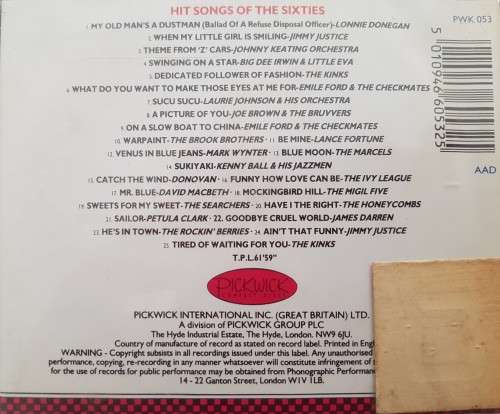 HIT SONGS OF THE SIXTIES
PWK 053
1. MY OLD MAN'S A DUSTMAN (Ballad Of A Refuse Disposal Officer)-LONNIE DONEGAN
2. WHEN MY LITTLE GIRL IS SMILING-JIMMY JUSTICE
3. THEME FROM 'Z' CARS-JOHNNY KEATING ORCHESTRA
4. SWINGING ON A STAR-BIG DEE IRWIN & LITTLE EVA
5. DEDICATED FOLLOWER OF FASHION-THE KINKS
6. WHAT DO YOU WANT TO MAKE THOSE EYES AT ME FOR-EMILE FORD & THE CHECKMATES
7. SUCU SUCU-LAURIE JOHNSON & HIS ORCHESTRA
8. A PICTURE OF YOU-JOE BROWN & THE BRUVVERS
9. ON A SLOW BOAT TO CHINA-EMILE FORD & THE CHECKMATES
10. WARPAINT-THE BROOK BROTHERS 11. BE MINE-LANCE FORTUNE
12. VENUS IN BLUE JEANS-MARK WYNTER 13. BLUE MOON-THE MARCELS
14. SUKIYAKI-KENNY BALL & HIS JAZZMEN
15. CATCH THE WIND-DONOVAN 16. FUNNY HOW LOVE CAN BE-THE IVY LEAGUE
17. MR. BLUE-DAVID MACBETH 18. MOCKINGBIRD HILL-THE MIGIL FIVE
19. SWEETS FOR MY SWEET-THE SEARCHERS 20. HAVE I THE RIGHT-THE HONEYCOMBS
21. SAILOR-PETULA CLARK 22. GOODBYE CRUEL WORLD-JAMES DARREN
23. HE'S IN TOWN-THE ROCKIN' BERRIES 24. AIN'T THAT FUNNY-JIMMY JUSTICE
25. TIRED OF WAITING FOR YOU-THE KINKS
T.P.L.61'59"
5 010946 605325
AAD
PICKWICK
COMPACT DISCS
PICKWICK INTERNATIONAL INC. (GREAT BRITAIN) LTD.
A division of PICKWICK GROUP PLC
The Hyde Industrial Estate, The Hyde, London. NW9 6JU.
Country of manufacture of record as stated on record label. Printed in
WARNING - Copyright subsists in all recordings issued under this label. Any unauthorised
performance, copying, re-recording in any manner whatsoever will constitute infringement of
for the use of records for public performance may be obtained from Phonographic
14 - 22 Ganton Street, London W1V 1LB.